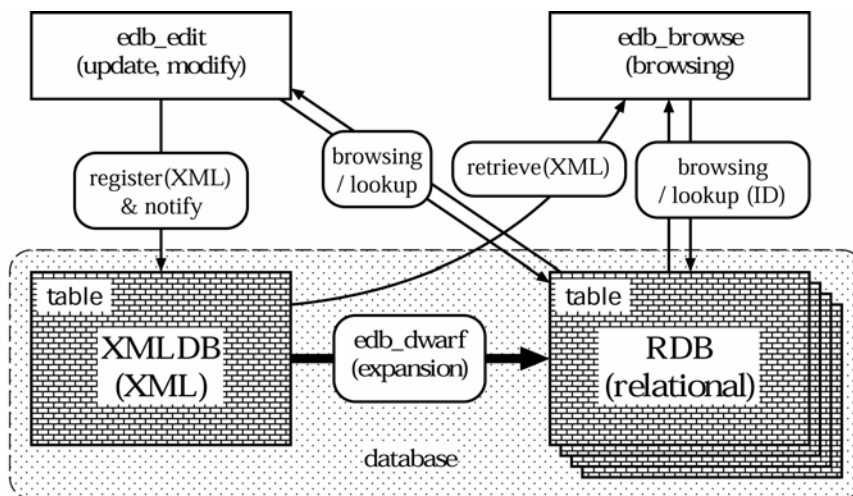 edb_edit
(update, modify)
edb_browse
(browsing)
register(XML)
& notify
browsing
/ lookup
retrieve(XML)
browsing
/ lookup (ID)
table
XMLDB
(XML)
edb_dwarf
(expansion)
table
RDB
(relational)
database